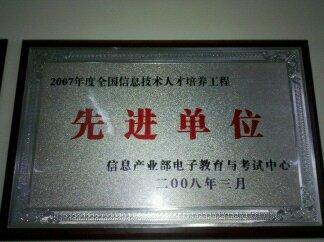 2007年度全国信息技术人才培养工程
先进单位
信息产业部电子教育与考试中心
二00八年三月